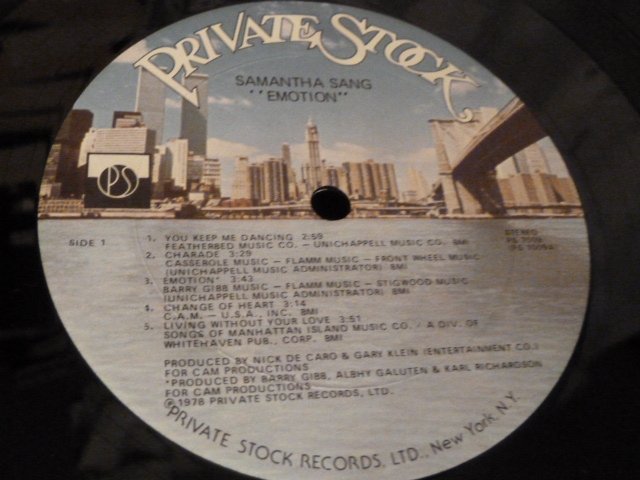 PRIVATE STOCK
SAMANTHA SANG
"EMOTION"
PS
SIDE 1
STEREO
PS 7009
(PS 7009A)
1. YOU KEEP ME DANCING 2:59
FEATHERBED MUSIC CO. – UNICHAPPELL MUSIC CO. BMI
2. CHARADE 3:29
CASSEROLE MUSIC – FLAMM MUSIC – FRONT WHEEL MUSIC
(UNICHAPPELL MUSIC ADMINISTRATOR) BMI
3. EMOTION* 3:43
BARRY GIBB MUSIC – FLAMM MUSIC – STIGWOOD MUSIC
(UNICHAPPELL MUSIC ADMINISTRATOR) BMI
4. CHANGE OF HEART 3:14
C.A.M. – U.S.A., INC. BMI
5. LIVING WITHOUT YOUR LOVE 3:51
SONGS OF MANHATTAN ISLAND MUSIC CO. / A DIV. OF
WHITEHAVEN PUB., CORP. BMI
PRODUCED BY NICK DE CARO & GARY KLEIN (ENTERTAINMENT CO.)
FOR CAM PRODUCTIONS
*PRODUCED BY BARRY GIBB, ALBHY GALUTEN & KARL RICHARDSON
FOR CAM PRODUCTIONS
℗1978 PRIVATE STOCK RECORDS, LTD.
PRIVATE STOCK RECORDS, LTD., New York, N.Y.